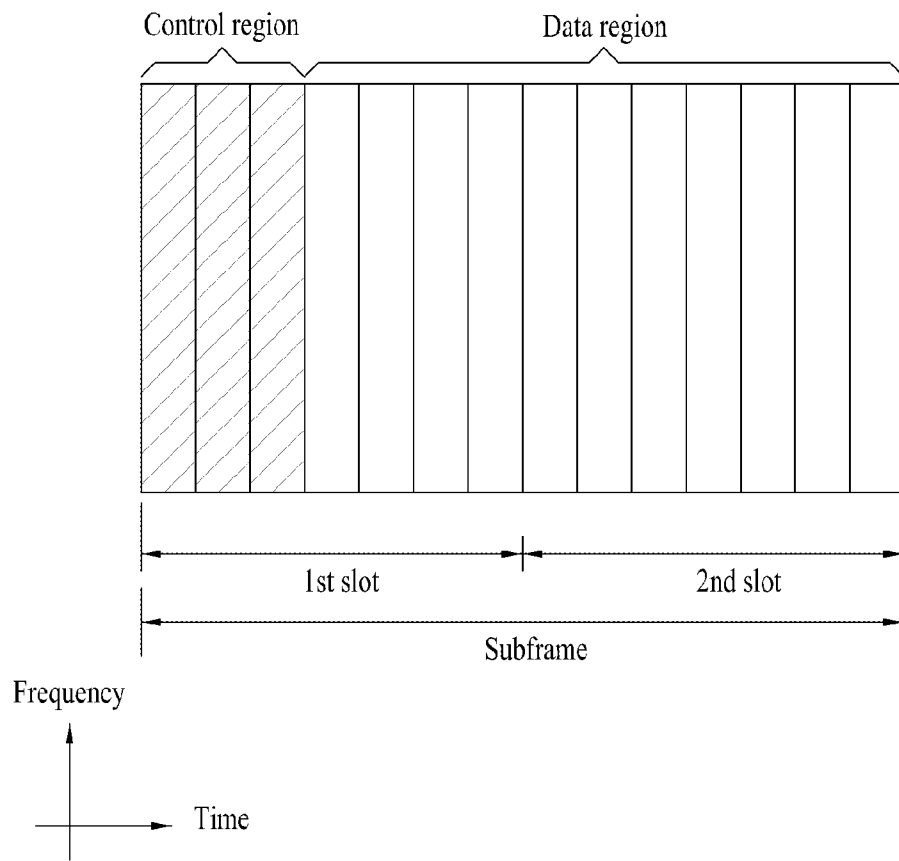 Control region
Data region
1st slot
2nd slot
Subframe
Frequency
Time